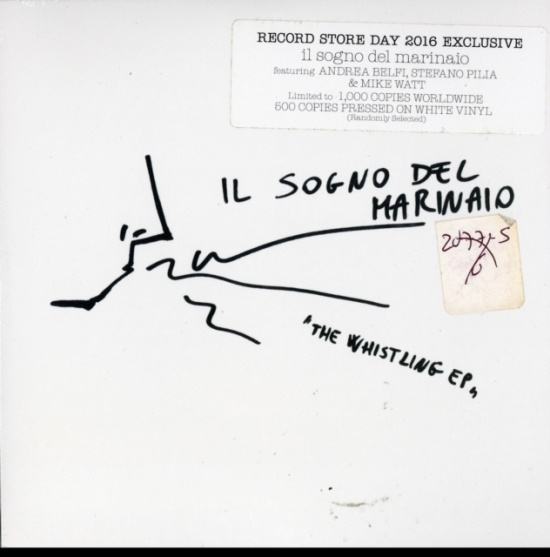 RECORD STORE DAY 2016 EXCLUSIVE
il sogno del marinaio
featuring ANDREA BELFI, STEFANO PILIA
& MIKE WATT
Limited to 1,000 COPIES WORLDWIDE
500 COPIES PRESSED ON WHITE VINYL
(Randomly Selected)
IL SOGNO DEL
MARINAIO
"THE WHISTLING EP"